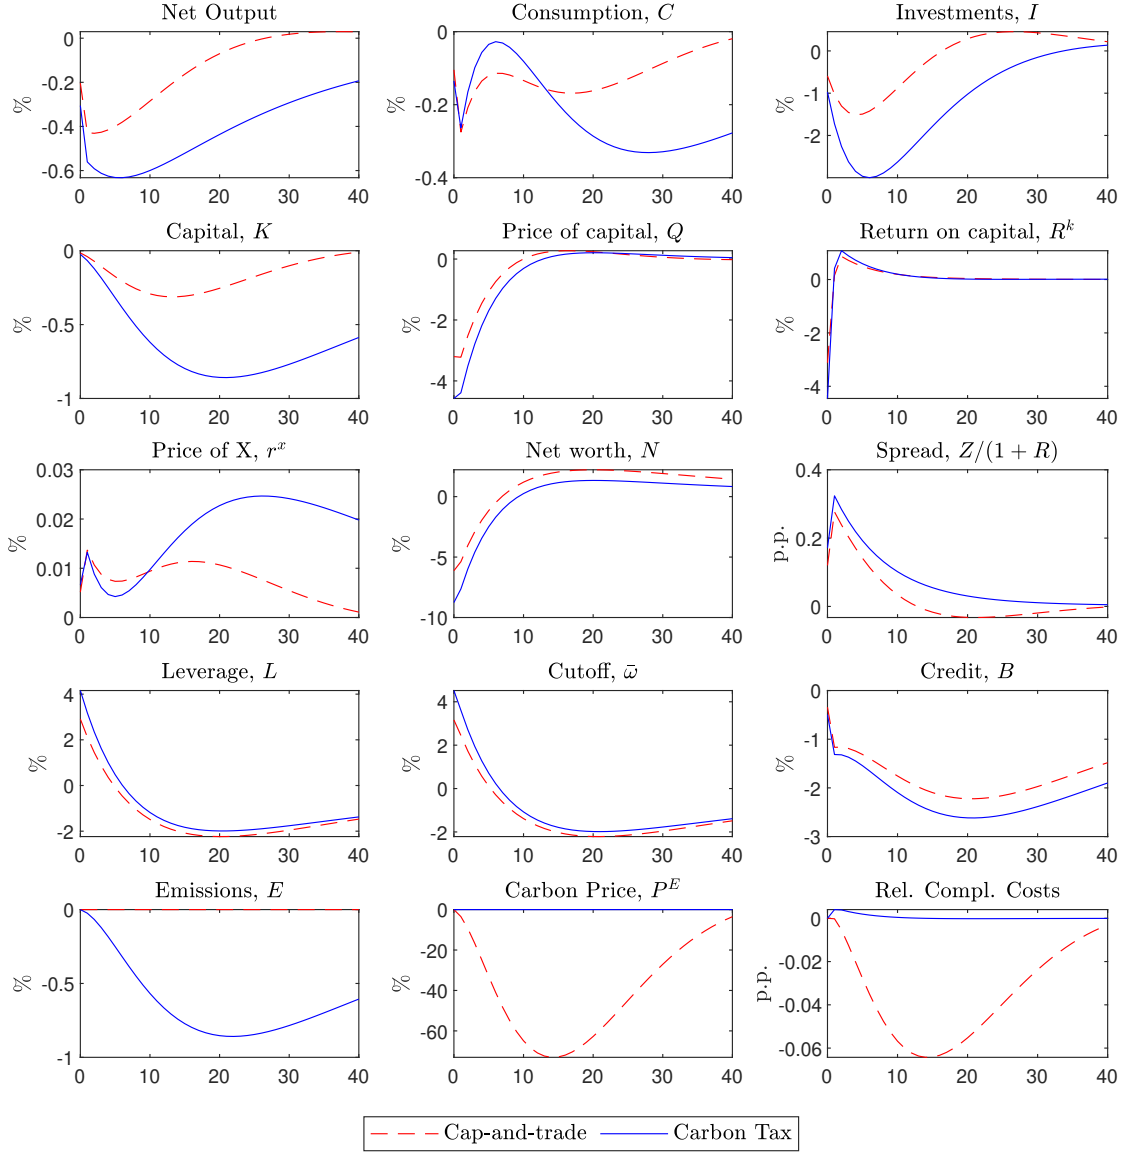 Net Output
Consumption, C
Investments, I
0
-0.2
-0.4
-0.6
%
0 10 20 30 40
0
-0.2
-0.4
%
0 10 20 30 40
0
-1
-2
%
0 10 20 30 40
Capital, K
Price of capital, Q
Return on capital, R^k
0
-0.5
-1
%
0 10 20 30 40
0
-2
-4
%
0 10 20 30 40
0
-2
-4
%
0 10 20 30 40
Price of X, r^x
Net worth, N
Spread, Z/(1 + R)
0.03
0.02
0.01
0
%
0 10 20 30 40
0
-5
-10
%
0 10 20 30 40
0.4
0.2
0
p.p.
0 10 20 30 40
Leverage, L
Cutoff, ω̄
Credit, B
4
2
0
-2
%
0 10 20 30 40
4
2
0
-2
%
0 10 20 30 40
0
-1
-2
-3
%
0 10 20 30 40
Emissions, E
Carbon Price, P^E
Rel. Compl. Costs
0
-0.5
-1
%
0 10 20 30 40
0
-20
-40
-60
%
0 10 20 30 40
0
-0.02
-0.04
-0.06
p.p.
0 10 20 30 40
Cap-and-trade Carbon Tax